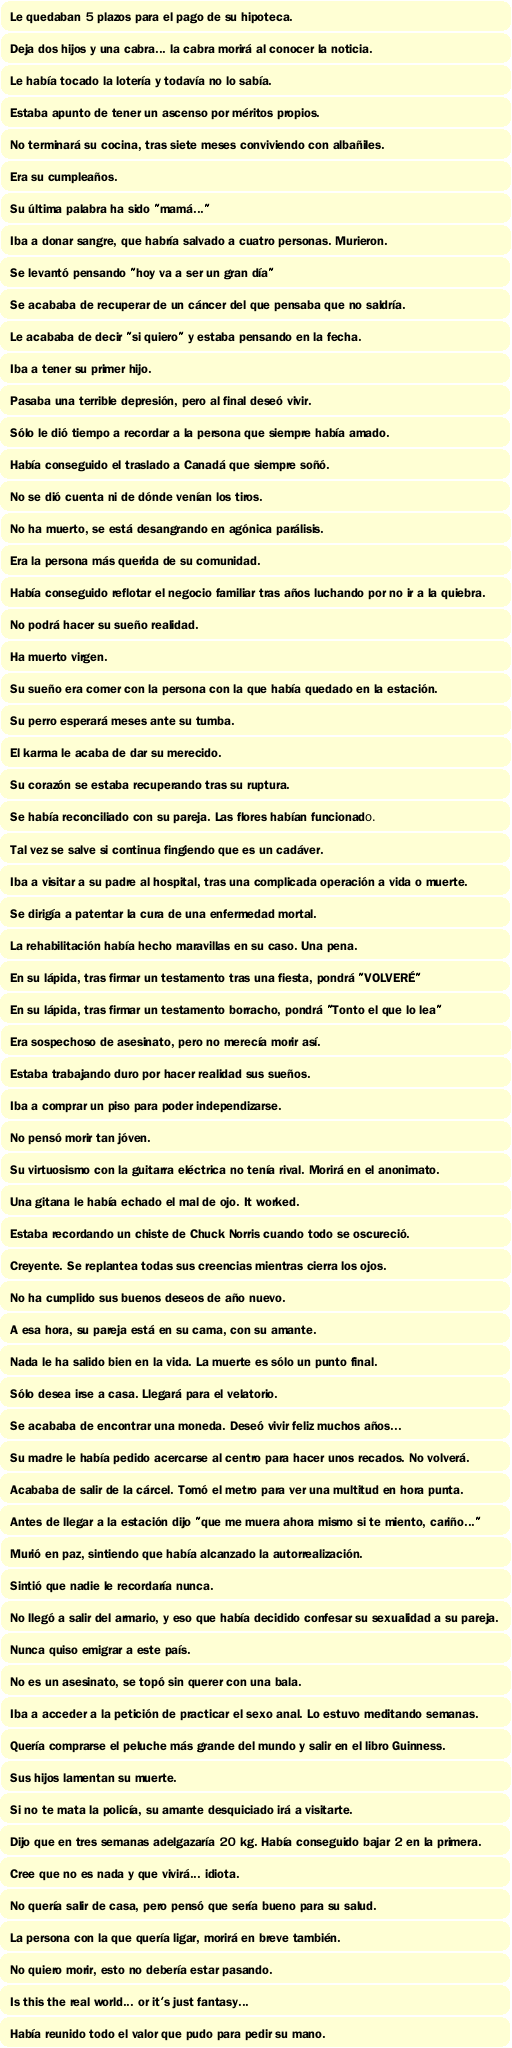 Le quedaban 5 plazos para el pago de su hipoteca.
Deja dos hijos y una cabra... la cabra morirá al conocer la noticia.
Le había tocado la lotería y todavía no lo sabía.
Estaba apunto de tener un ascenso por méritos propios.
No terminará su cocina, tras siete meses conviviendo con albañiles.
Era su cumpleaños.
Su última palabra ha sido "mamá..."
Iba a donar sangre, que habría salvado a cuatro personas. Murieron.
Se levantó pensando "hoy va a ser un gran día"
Se acababa de recuperar de un cáncer del que pensaba que no saldría.
Le acababa de decir "si quiero" y estaba pensando en la fecha.
Iba a tener su primer hijo.
Pasaba una terrible depresión, pero al final deseó vivir.
Sólo le dió tiempo a recordar a la persona que siempre había amado.
Había conseguido el traslado a Canadá que siempre soñó.
No se dió cuenta ni de dónde venían los tiros.
No ha muerto, se está desangrando en agónica parálisis.
Era la persona más querida de su comunidad.
Había conseguido reflotar el negocio familiar tras años luchando por no ir a la quiebra.
No podrá hacer su sueño realidad.
Ha muerto virgen.
Su sueño era comer con la persona con la que había quedado en la estación.
Su perro esperará meses ante su tumba.
El karma le acaba de dar su merecido.
Su corazón se estaba recuperando tras su ruptura.
Se había reconciliado con su pareja. Las flores habían funcionado.
Tal vez se salve si continua fingiendo que es un cadáver.
Iba a visitar a su padre al hospital, tras una complicada operación a vida o muerte.
Se dirigía a patentar la cura de una enfermedad mortal.
La rehabilitación había hecho maravillas en su caso. Una pena.
En su lápida, tras firmar un testamento tras una fiesta, pondrá "VOLVERÉ"
En su lápida, tras firmar un testamento borracho, pondrá "Tonto el que lo lea"
Era sospechoso de asesinato, pero no merecía morir así.
Estaba trabajando duro por hacer realidad sus sueños.
Iba a comprar un piso para poder independizarse.
No pensó morir tan jóven.
Su virtuosismo con la guitarra eléctrica no tenía rival. Morirá en el anonimato.
Una gitana le había echado el mal de ojo. It worked.
Estaba recordando un chiste de Chuck Norris cuando todo se oscureció.
Creyente. Se replantea todas sus creencias mientras cierra los ojos.
No ha cumplido sus buenos deseos de año nuevo.
A esa hora, su pareja está en su cama, con su amante.
Nada le ha salido bien en la vida. La muerte es sólo un punto final.
Sólo desea irse a casa. Llegará para el velatorio.
Se acababa de encontrar una moneda. Deseó vivir feliz muchos años...
Su madre le había pedido acercarse al centro para hacer unos recados. No volverá.
Acababa de salir de la cárcel. Tomó el metro para ver una multitud en hora punta.
Antes de llegar a la estación dijo "que me muera ahora mismo si te miento, cariño..."
Murió en paz, sintiendo que había alcanzado la autorrealización.
Sintió que nadie le recordaría nunca.
No llegó a salir del armario, y eso que había decidido confesar su sexualidad a su pareja.
Nunca quiso emigrar a este país.
No es un asesinato, se topó sin querer con una bala.
Iba a acceder a la petición de practicar el sexo anal. Lo estuvo meditando semanas.
Quería comprarse el peluche más grande del mundo y salir en el libro Guinness.
Sus hijos lamentan su muerte.
Si no te mata la policía, su amante desquiciado irá a visitarte.
Dijo que en tres semanas adelgazaría 20 kg. Había conseguido bajar 2 en la primera.
Cree que no es nada y que vivirá... idiota.
No quería salir de casa, pero pensó que sería bueno para su salud.
La persona con la que quería ligar, morirá en breve también.
No quiero morir, esto no debería estar pasando.
Is this the real world... or it's just fantasy...
Había reunido todo el valor que pudo para pedir su mano.